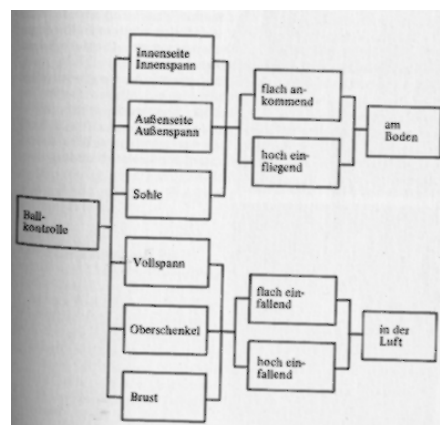 Innenseite
Innenspann
Außenseite
Außenspann
Sohle
Ball-
kontrolle
Vollspann
Oberschenkel
Brust
flach an-
kommend
hoch ein-
fliegend
flach ein-
fallend
hoch ein-
fallend
am
Boden
in der
Luft